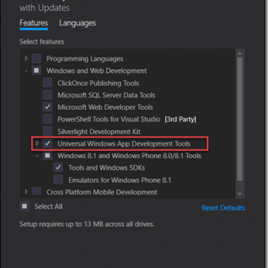 with Updates
Features Languages
Select features
Programming Languages
Windows and Web Development
ClickOnce Publishing Tools
Microsoft SQL Server Data Tools
Microsoft Web Developer Tools
PowerShell Tools for Visual Studio [3rd Party]
Silverlight Development Kit
Universal Windows App Development Tools
Windows 8.1 and Windows Phone 8.0/8.1 Tools
Tools and Windows SDKs
Emulators for Windows Phone 8.1
Cross Platform Mobile Development
Select All
Reset Defaults
Setup requires up to 13 MB across all drives.